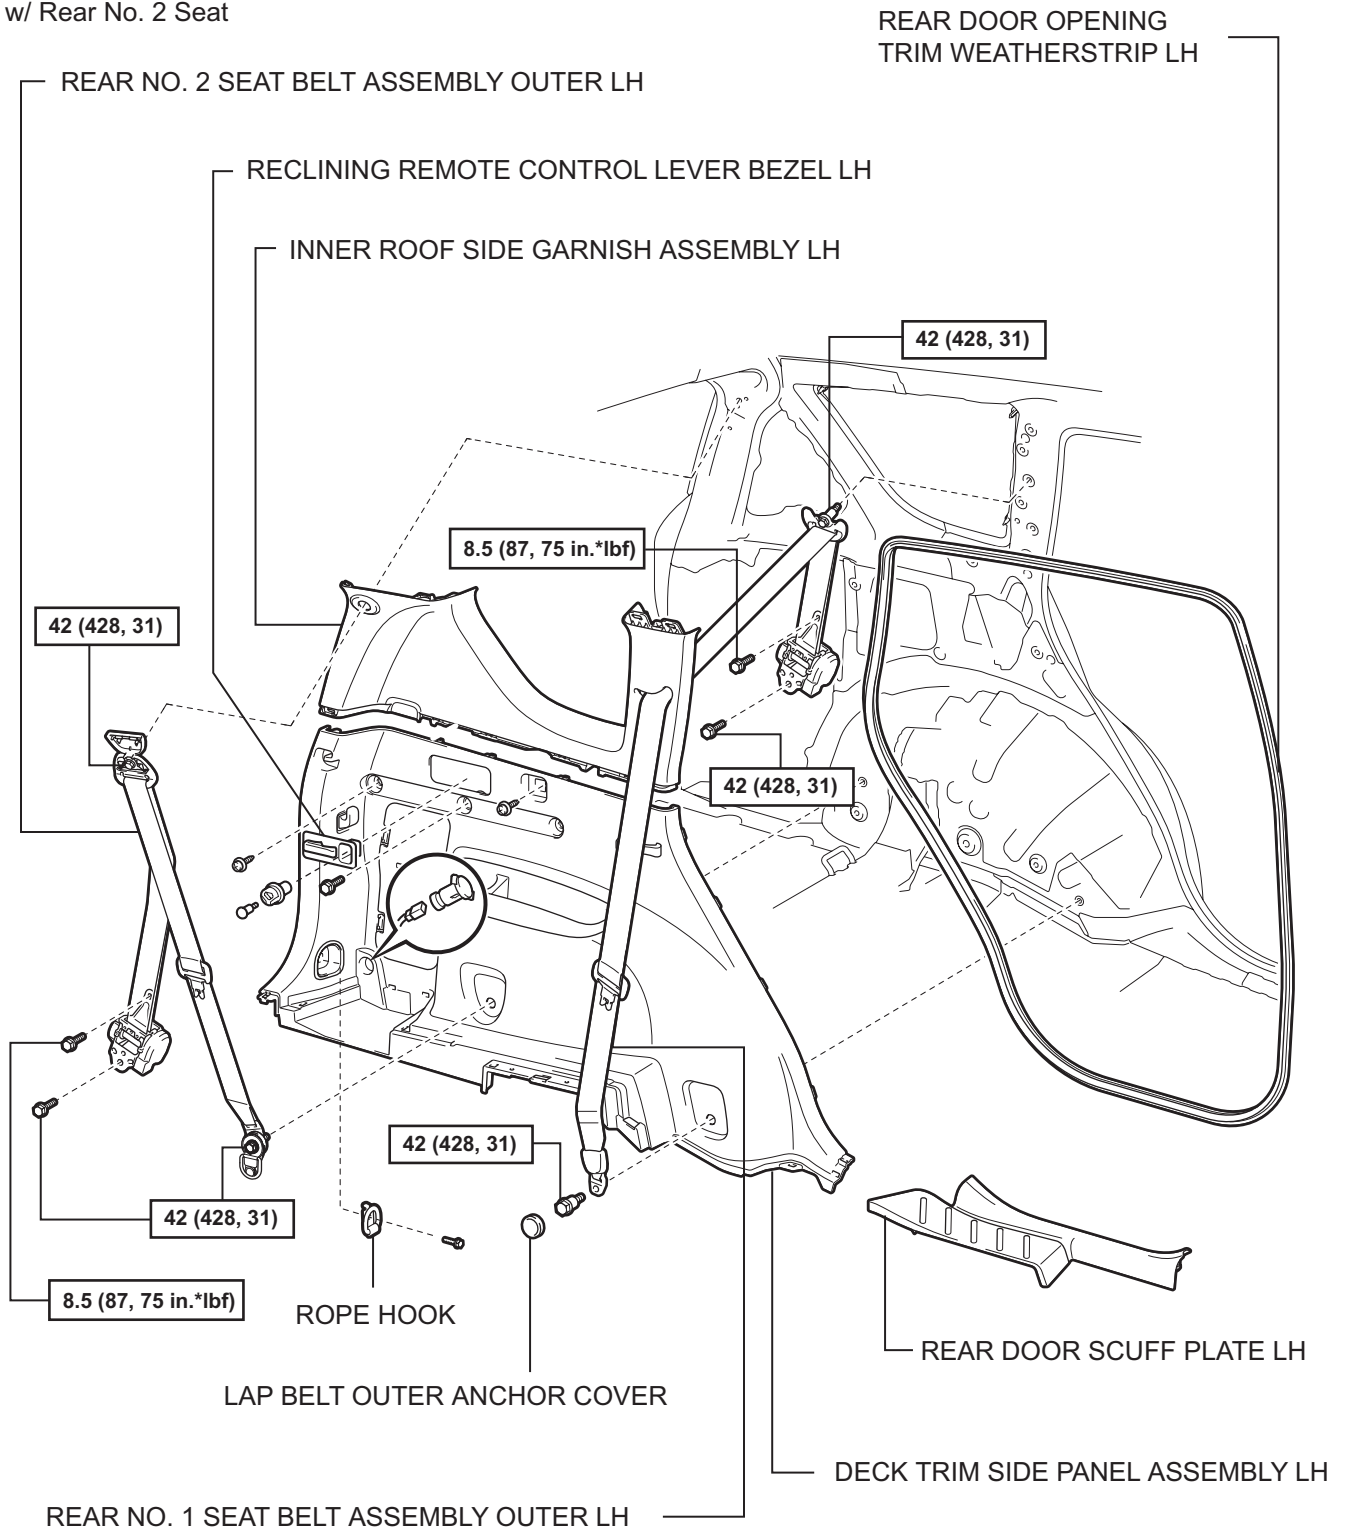 w/ Rear No. 2 Seat
REAR DOOR OPENING
TRIM WEATHERSTRIP LH
REAR NO. 2 SEAT BELT ASSEMBLY OUTER LH
RECLINING REMOTE CONTROL LEVER BEZEL LH
INNER ROOF SIDE GARNISH ASSEMBLY LH
42 (428, 31)
8.5 (87, 75 in.*lbf)
42 (428, 31)
42 (428, 31)
42 (428, 31)
42 (428, 31)
8.5 (87, 75 in.*lbf)
ROPE HOOK
REAR DOOR SCUFF PLATE LH
LAP BELT OUTER ANCHOR COVER
DECK TRIM SIDE PANEL ASSEMBLY LH
REAR NO. 1 SEAT BELT ASSEMBLY OUTER LH